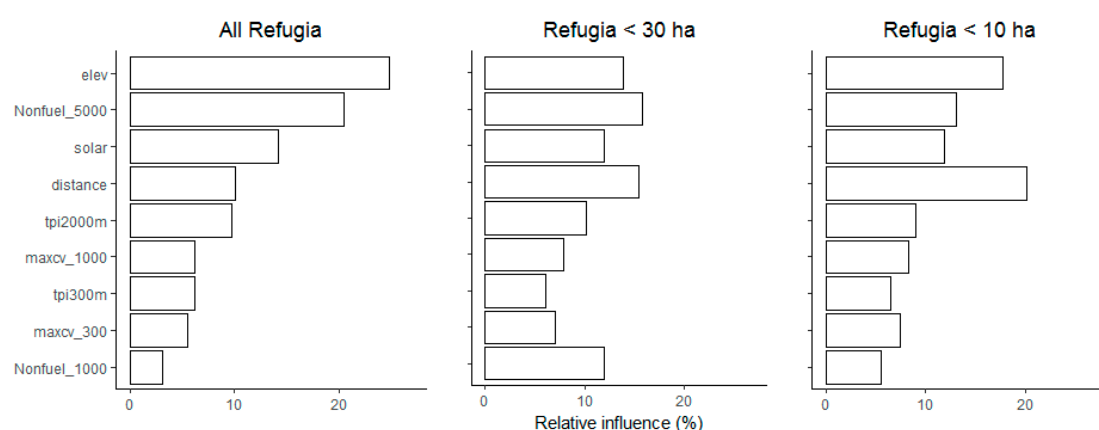 All Refugia
Refugia < 30 ha
Refugia < 10 ha
elev
Nonfuel_5000
solar
distance
tpi2000m
maxcv_1000
tpi300m
maxcv_300
Nonfuel_1000
0 10 20
0 10 20
0 10 20
Relative influence (%)